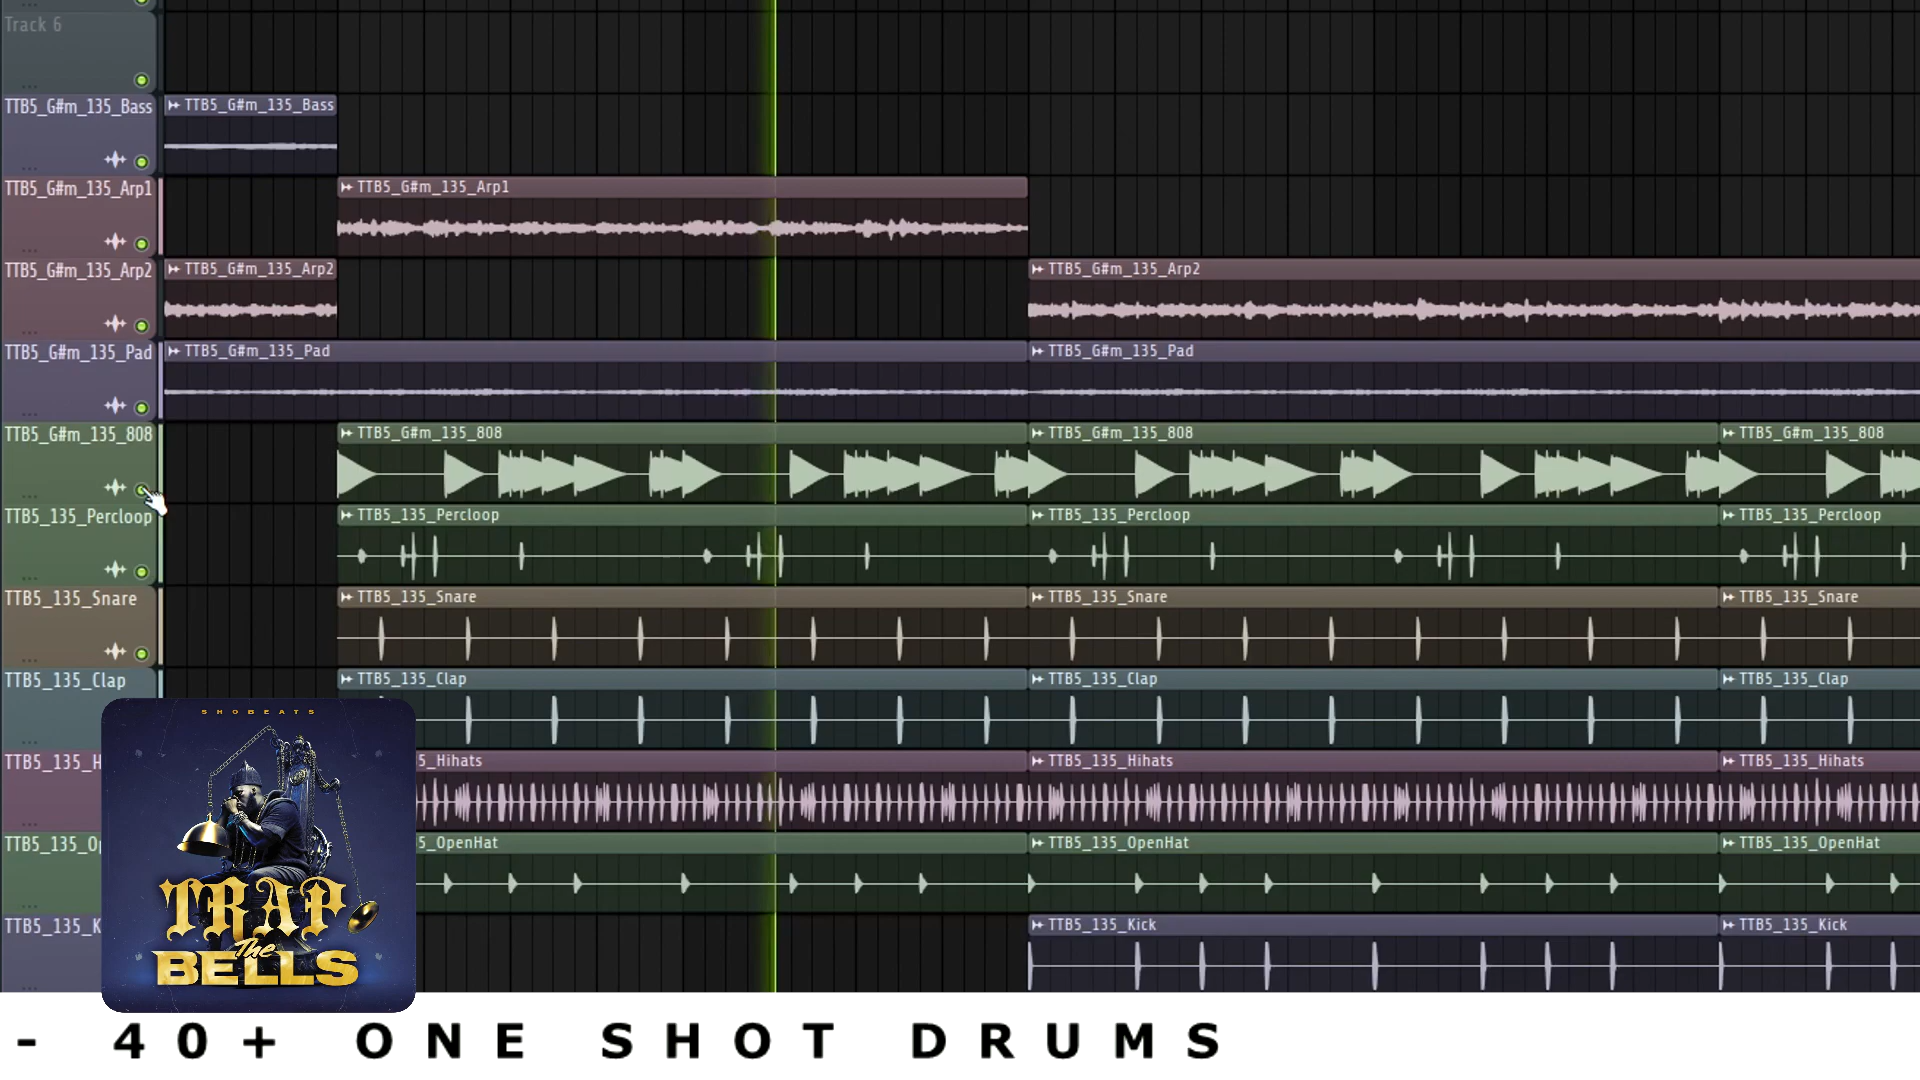 Track 6
TTB5_G#m_135_Bass
TTB5_G#m_135_Bass
TTB5_G#m_135_Arp1
TTB5_G#m_135_Arp1
TTB5_G#m_135_Arp2
TTB5_G#m_135_Arp2
TTB5_G#m_135_Arp2
TTB5_G#m_135_Pad
TTB5_G#m_135_Pad
TTB5_G#m_135_Pad
TTB5_G#m_135_808
TTB5_G#m_135_808
TTB5_G#m_135_808
TTB5_G#m_135_808
TTB5_135_Percloop
TTB5_135_Percloop
TTB5_135_Percloop
TTB5_135_Percloop
TTB5_135_Snare
TTB5_135_Snare
TTB5_135_Snare
TTB5_135_Snare
TTB5_135_Clap
TTB5_135_Clap
TTB5_135_Clap
TTB5_135_Clap
TTB5_135_H
5_Hihats
TTB5_135_Hihats
TTB5_135_Hihats
TTB5_135_Op
5_OpenHat
TTB5_135_OpenHat
TTB5_135_OpenHat
TTB5_135_K
TTB5_135_Kick
TTB5_135_Kick
SHOBEATS
TRAP
The
BELLS
- 40+ ONE SHOT DRUMS